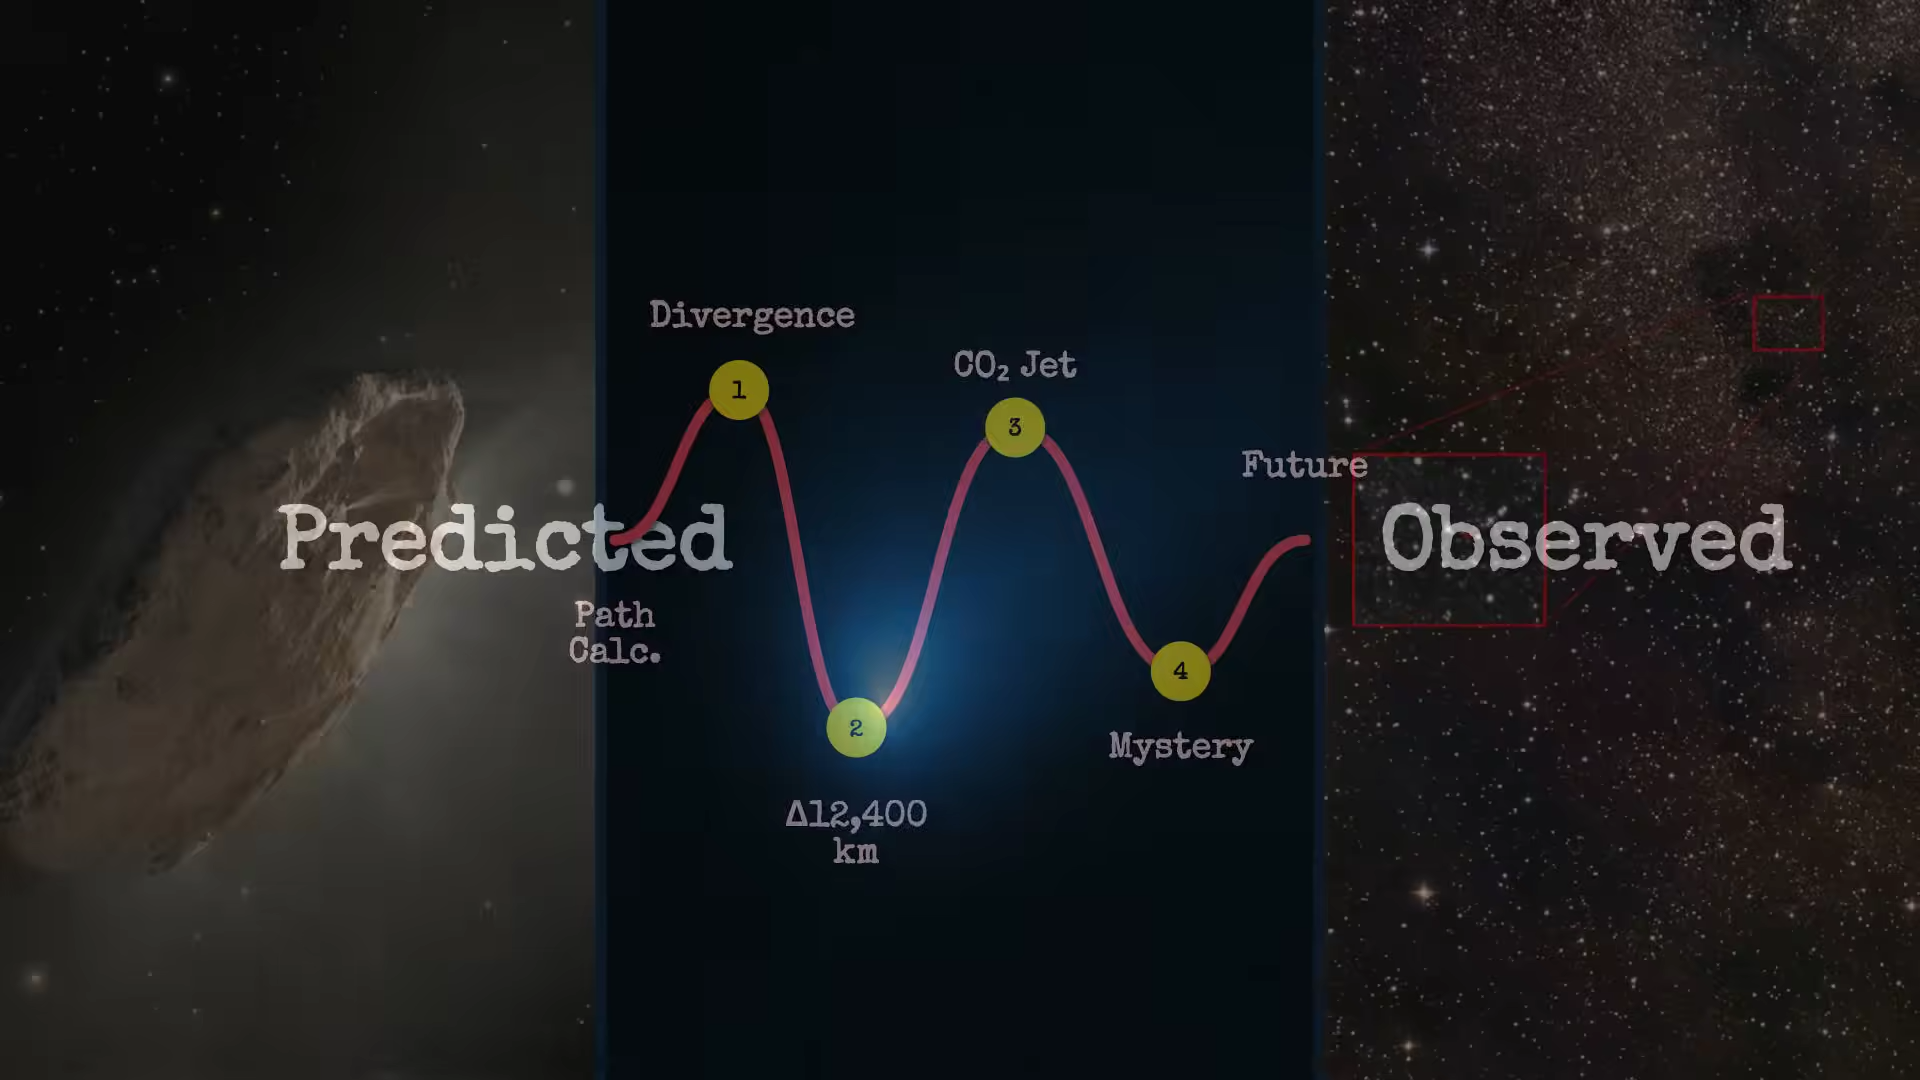 Divergence
1
CO₂ Jet
3
Future
Predicted
Observed
Path
Calc.
4
2
Mystery
Δ12,400
km